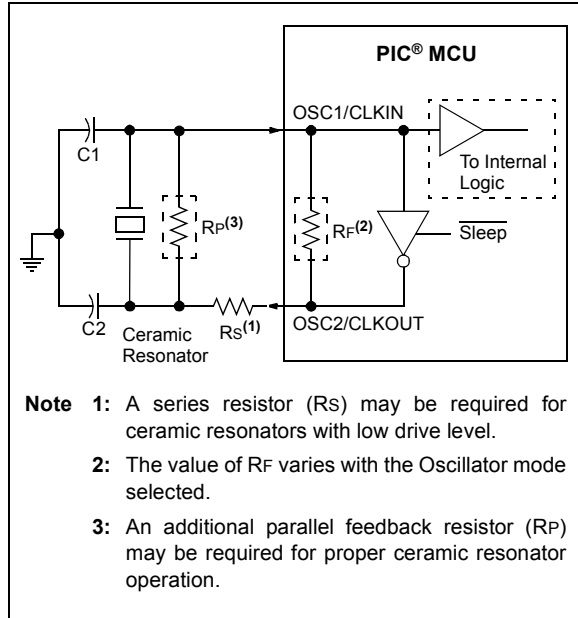 PIC® MCU
OSC1/CLKIN
C1
To Internal
Logic
RP(3)
RF(2)
Sleep
C2
Ceramic
Resonator
RS(1)
OSC2/CLKOUT
Note 1: A series resistor (RS) may be required for
ceramic resonators with low drive level.
2: The value of RF varies with the Oscillator mode
selected.
3: An additional parallel feedback resistor (RP)
may be required for proper ceramic resonator
operation.